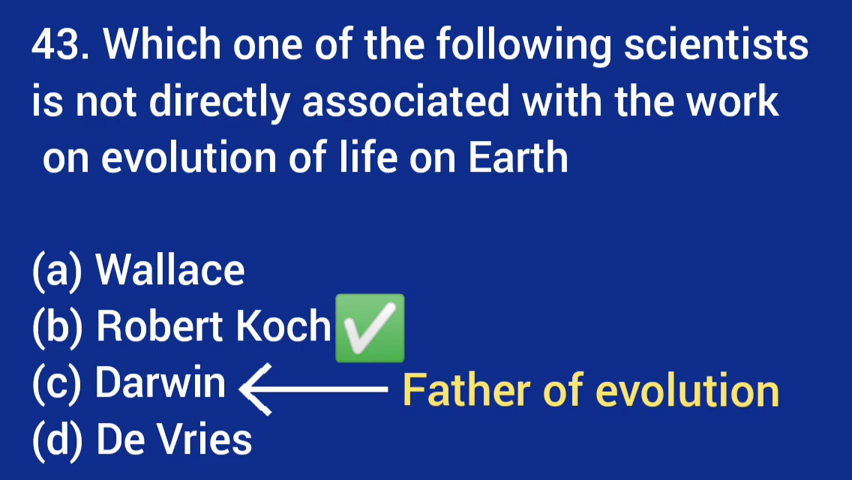 43. Which one of the following scientists
is not directly associated with the work
on evolution of life on Earth
(a) Wallace
(b) Robert Koch
(c) Darwin Father of evolution
(d) De Vries